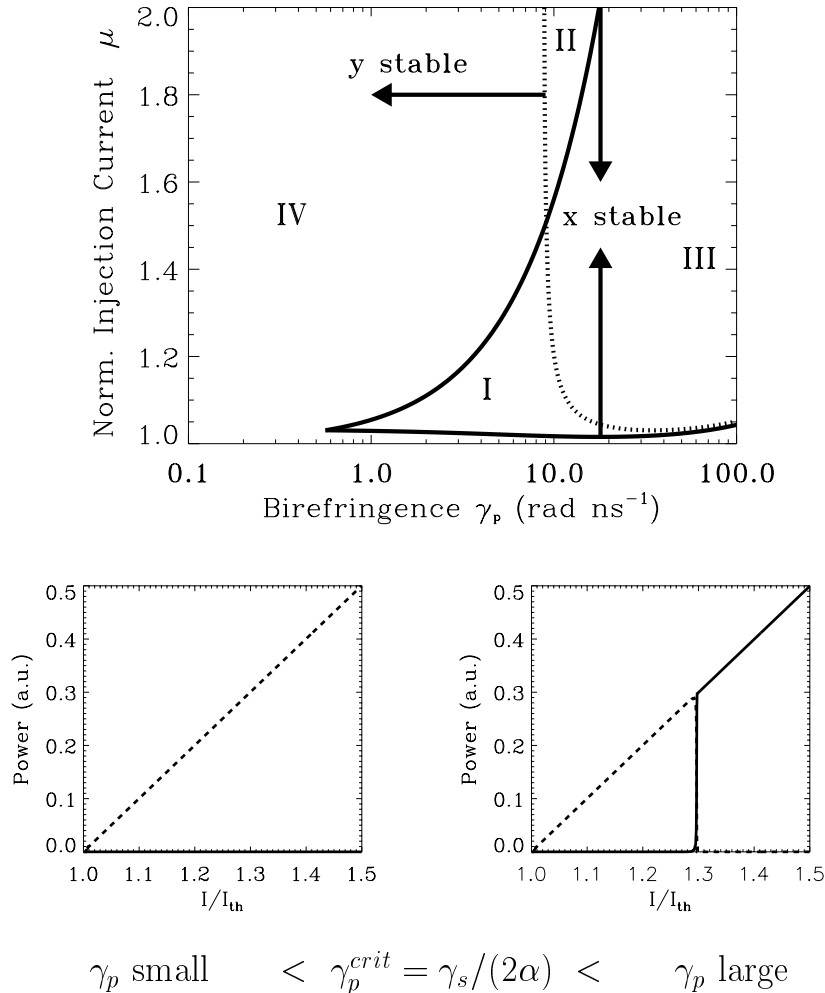 2.0
II
y stable
1.8
1.6
IV
x stable
III
1.4
1.2
I
1.0
Norm. Injection Current μ
0.1 1.0 10.0 100.0
Birefringence γₚ (rad ns⁻¹)
0.5
0.4
0.3
0.2
0.1
0.0
Power (a.u.)
1.0 1.1 1.2 1.3 1.4 1.5
I/Iₜₕ
0.5
0.4
0.3
0.2
0.1
0.0
Power (a.u.)
1.0 1.1 1.2 1.3 1.4 1.5
I/Iₜₕ
γₚ small < γₚ^{crit} = γₛ/(2α) < γₚ large